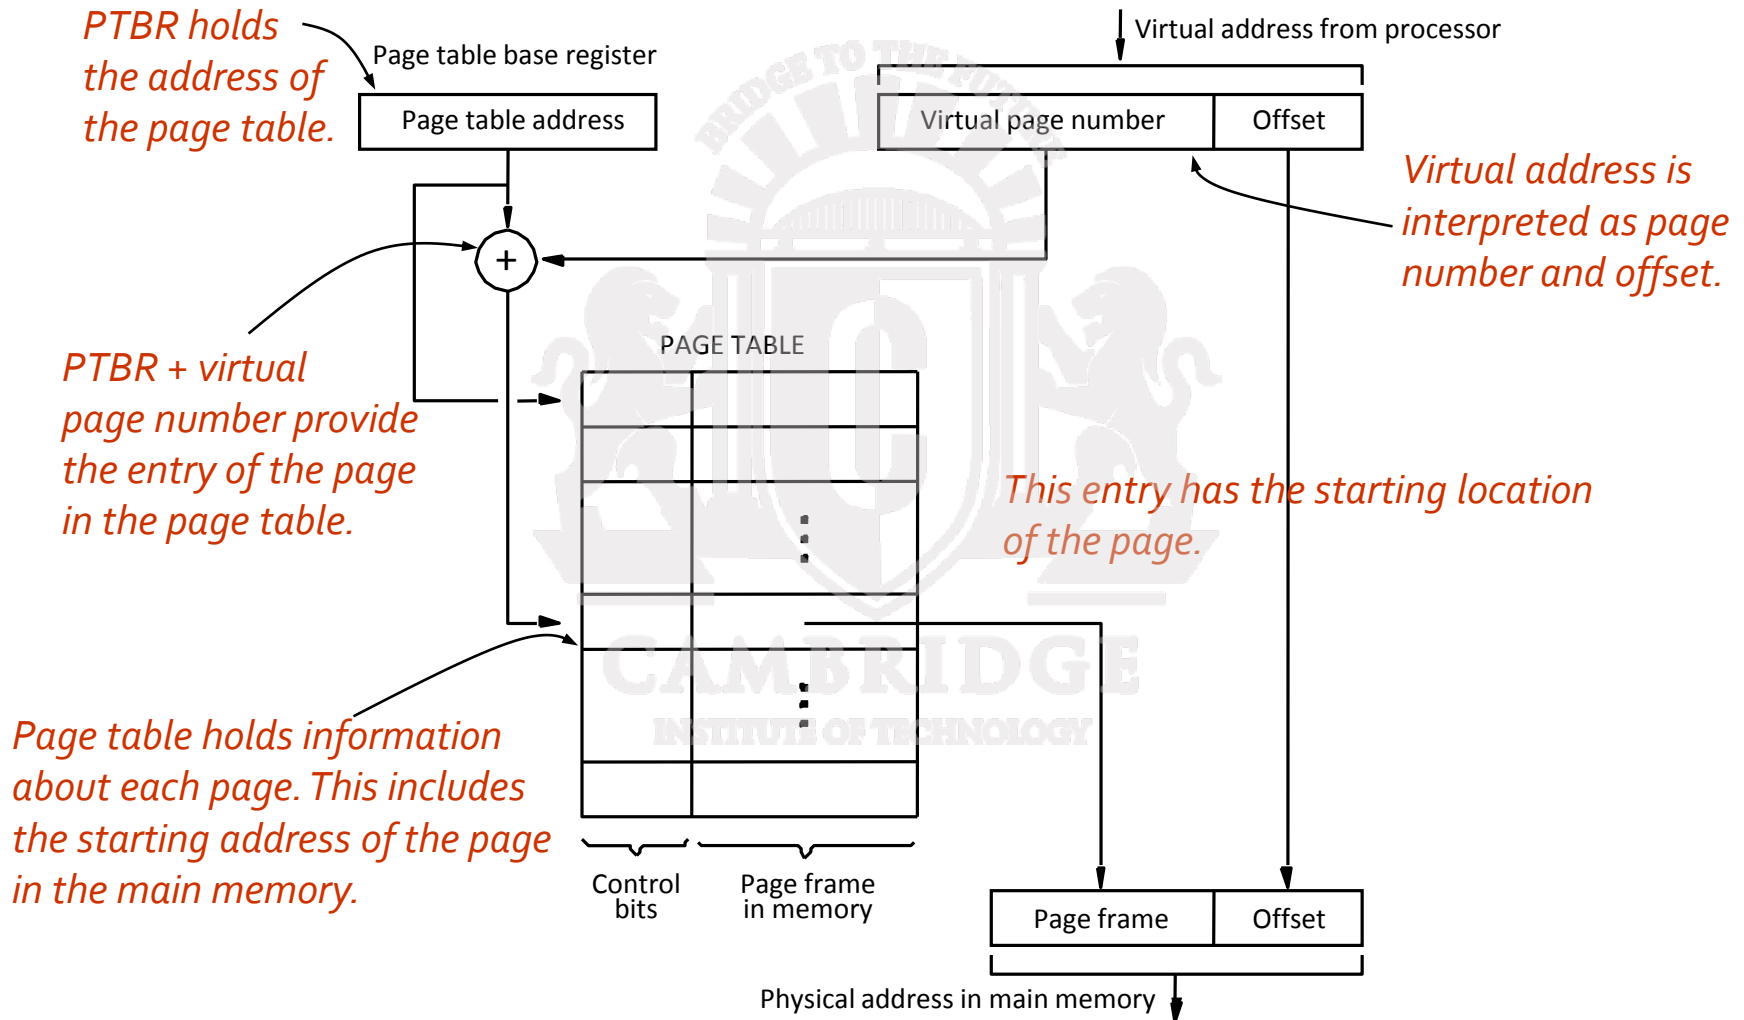 PTBR holds
the address of
the page table.
Page table base register
Page table address
Virtual address from processor
Virtual page number
Offset
Virtual address is
interpreted as page
number and offset.
+
PTBR + virtual
page number provide
the entry of the page
in the page table.
PAGE TABLE
This entry has the starting location
of the page.
Page table holds information
about each page. This includes
the starting address of the page
in the main memory.
Control
bits
Page frame
in memory
Page frame
Offset
Physical address in main memory
BRIDGE TO THE FUTURE
C
CAMBRIDGE
INSTITUTE OF TECHNOLOGY